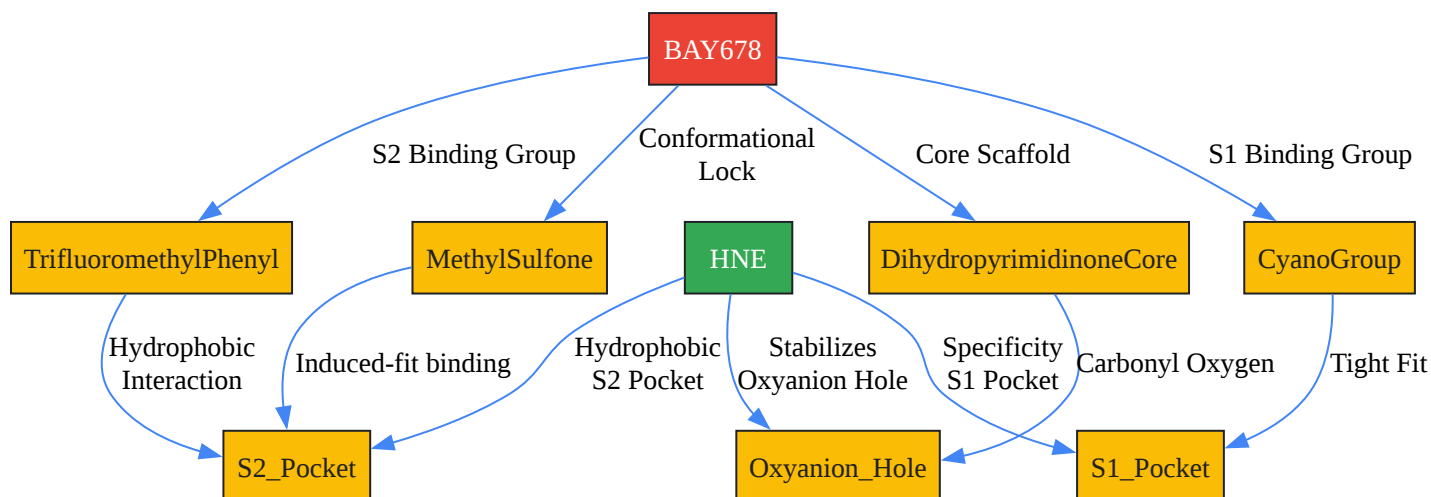 BAY678
S2 Binding Group
Conformational
Lock
Core Scaffold
S1 Binding Group
TrifluoromethylPhenyl
MethylSulfone
HNE
DihydropyrimidinoneCore
CyanoGroup
Hydrophobic
Interaction
Induced-fit binding
Hydrophobic
S2 Pocket
Stabilizes
Oxyanion Hole
Specificity
S1 Pocket
Carbonyl Oxygen
Tight Fit
S2_Pocket
Oxyanion_Hole
S1_Pocket